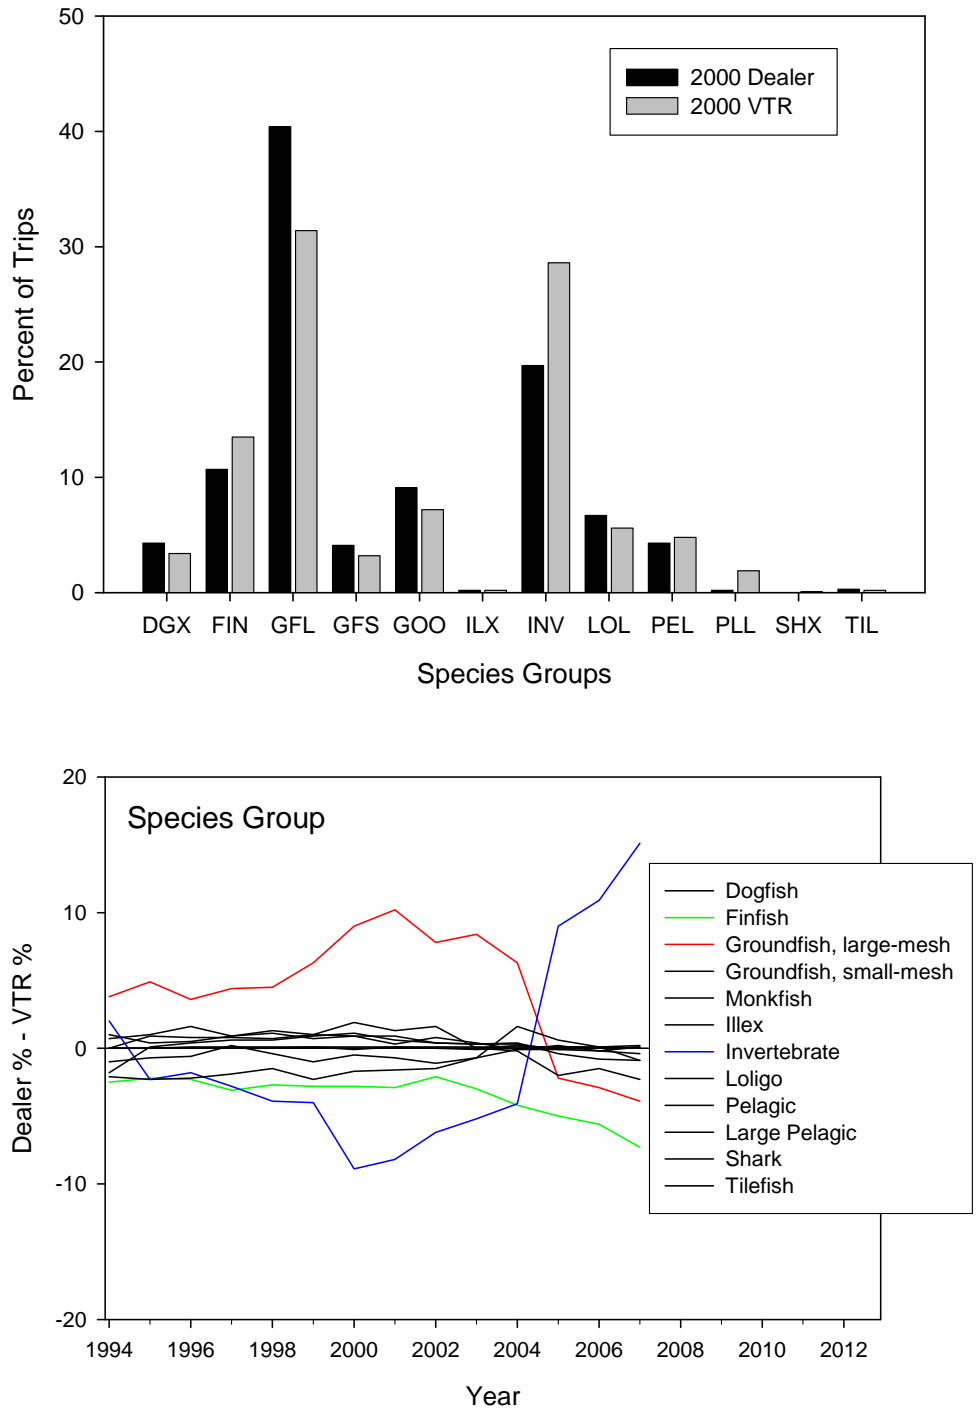 50
40
30
20
10
0
Percent of Trips
2000 Dealer
2000 VTR
DGX FIN GFL GFS GOO ILX INV LOL PEL PLL SHX TIL
Species Groups
20
10
0
-10
-20
Dealer % - VTR %
Species Group
Dogfish
Finfish
Groundfish, large-mesh
Groundfish, small-mesh
Monkfish
Illex
Invertebrate
Loligo
Pelagic
Large Pelagic
Shark
Tilefish
1994 1996 1998 2000 2002 2004 2006 2008 2010 2012
Year